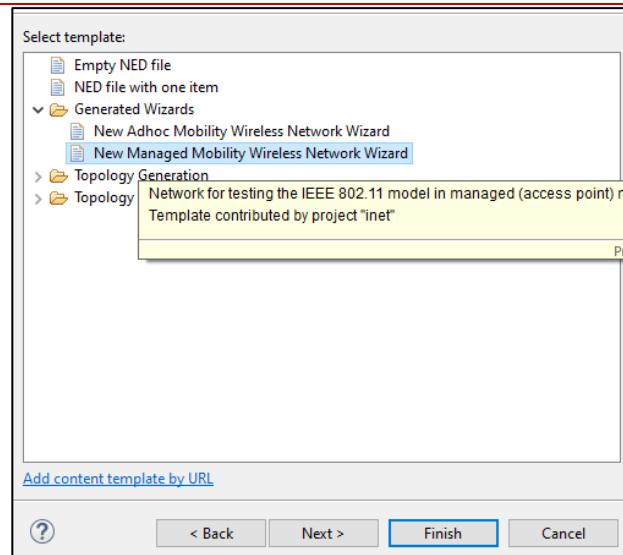 Select template:
Empty NED file
NED file with one item
Generated Wizards
New Adhoc Mobility Wireless Network Wizard
New Managed Mobility Wireless Network Wizard
Topology Generation
Topology
Network for testing the IEEE 802.11 model in managed (access point)
Template contributed by project "inet"
Add content template by URL
?
< Back
Next >
Finish
Cancel